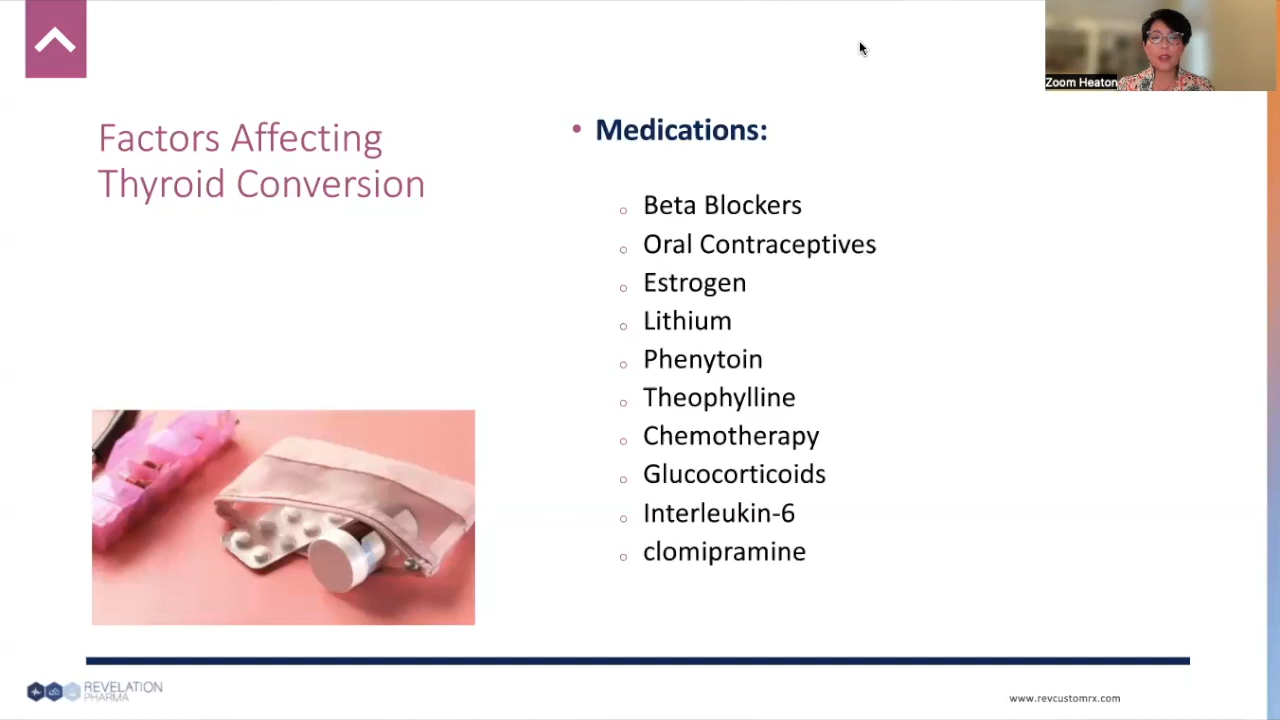 Zoom Heaton
Factors Affecting
Thyroid Conversion
• Medications:
○ Beta Blockers
○ Oral Contraceptives
○ Estrogen
○ Lithium
○ Phenytoin
○ Theophylline
○ Chemotherapy
○ Glucocorticoids
○ Interleukin-6
○ clomipramine
REVELATION
PHARMA
www.revcustomrx.com